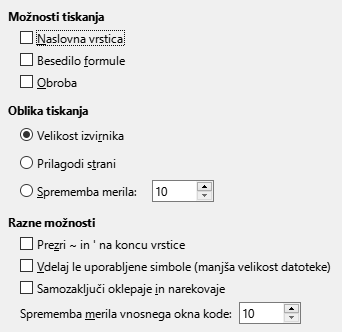 Možnosti tiskanja
Naslovna vrstica
Besedilo formule
Obroba
Oblika tiskanja
Velikost izvirnika
Prilagodi strani
Sprememba merila: 10
Razne možnosti
Prezri ~ in ' na koncu vrstice
Vdelaj le uporabljene simbole (manjša velikost datoteke)
Samozaključi oklepaje in narekovaje
Sprememba merila vnosnega okna kode: 10